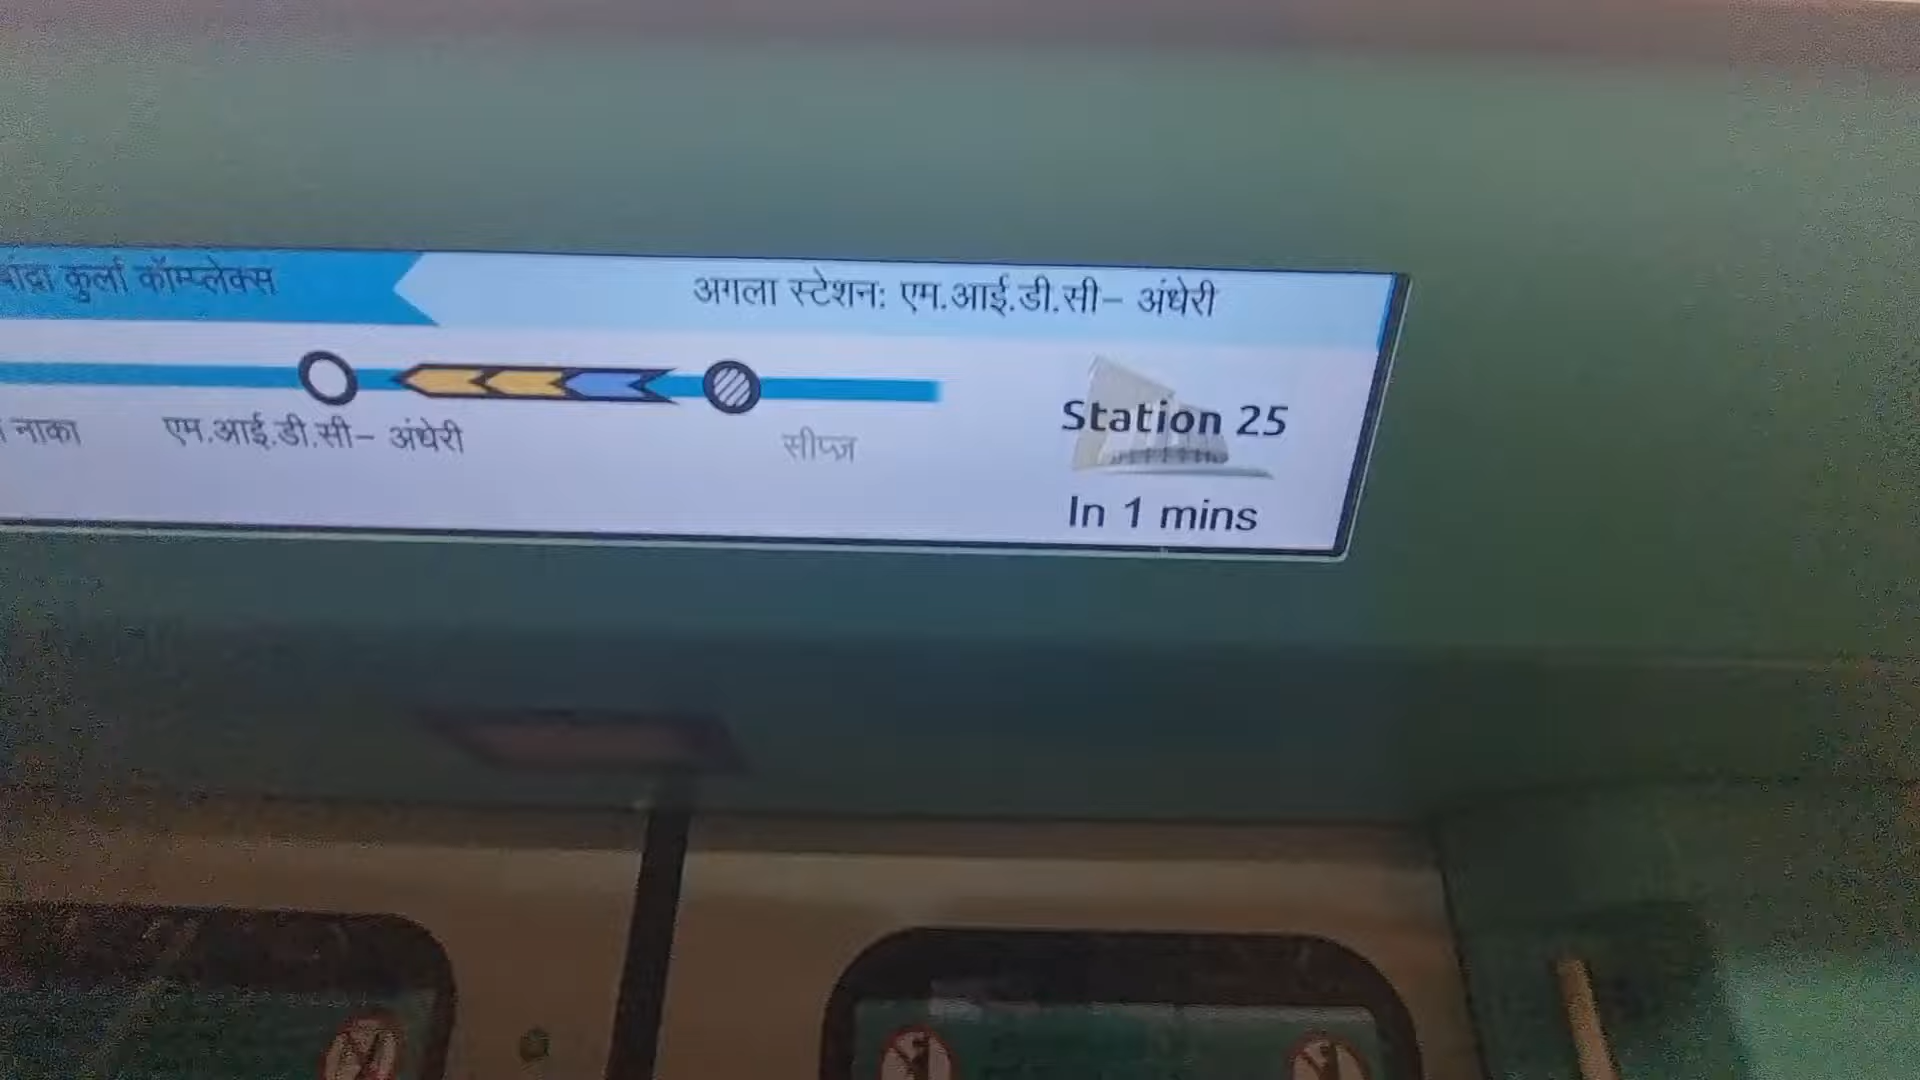 बांद्रा कुर्ला कॉम्प्लेक्स
अगला स्टेशन: एम.आई.डी.सी– अंधेरी
नाका
एम.आई.डी.सी– अंधेरी
सीप्ज़
Station 25
In 1 mins